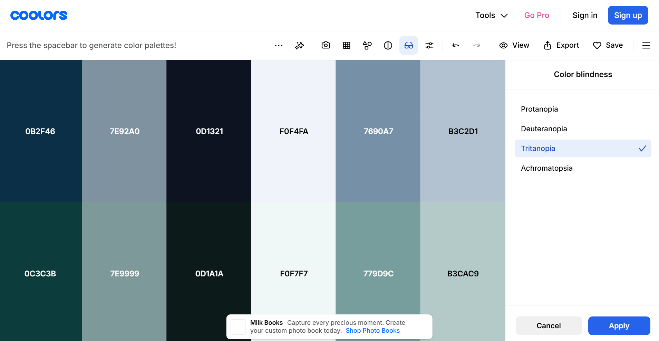 coolors
Tools
Go Pro
Sign in
Sign up
Press the spacebar to generate color palettes!
View
Export
Save
Color blindness
Protanopia
Deuteranopia
Tritanopia
Achromatopsia
0B2F46
7E92A0
0D1321
F0F4FA
7690A7
B3C2D1
0C3C3B
7E9999
0D1A1A
F0F7F7
779D9C
B3CAC9
Milk Books Capture every precious moment. Create
your custom photo book today. Shop Photo Books
Cancel
Apply